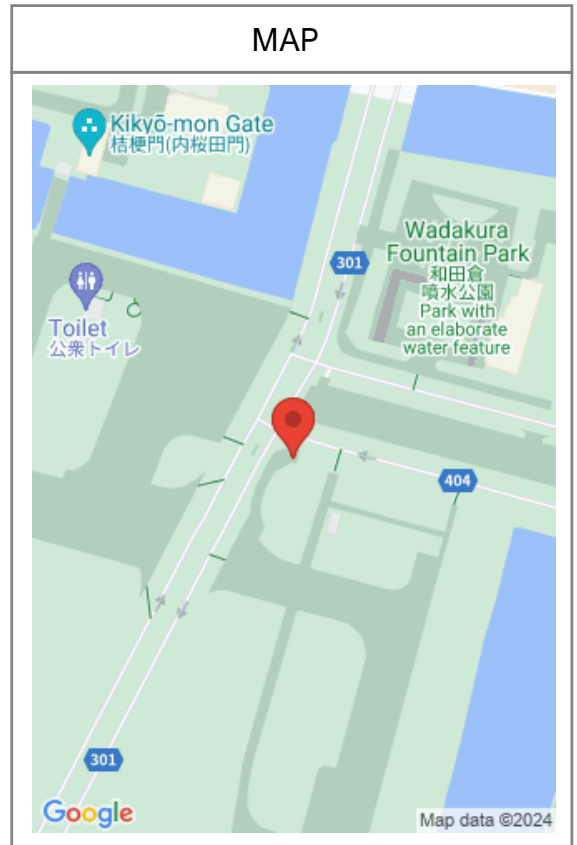 MAP
Kikyō-mon Gate
桔梗門(内桜田門)
Wadakura
Fountain Park
和田倉
噴水公園
Park with
an elaborate
water feature
301
Toilet
公衆トイレ
404
301
Google
Map data ©2024